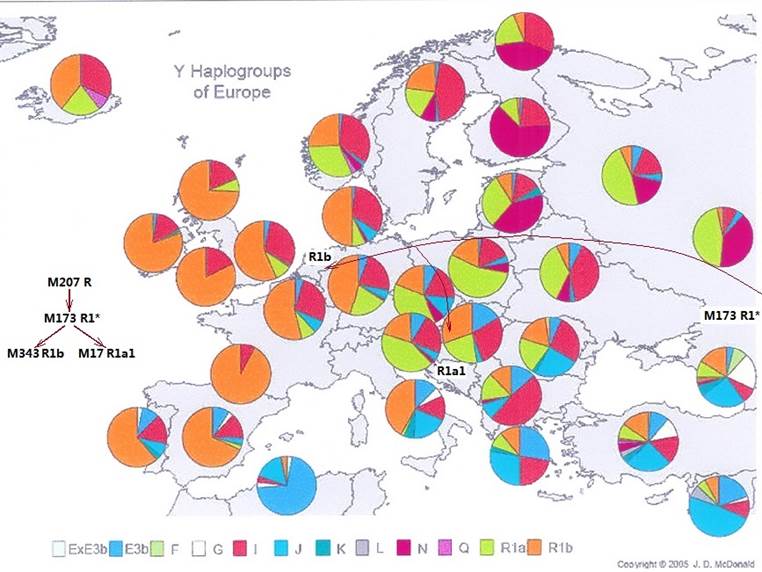 Y Haplogroups
of Europe
R1b
M207 R
M173 R1*
M173 R1*
M343 R1b M17 R1a1
R1a1
ExE3b E3b F G I J K L N Q R1a R1b
Copyright © 2005 J. D. McDonald